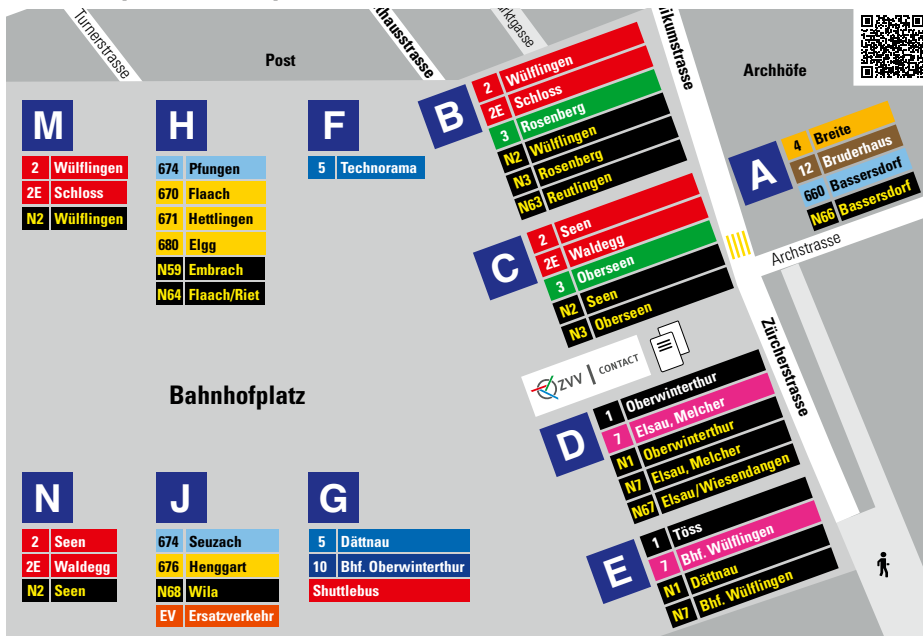 Turnerstrasse
Post
Archhöfe
M
2 Wülflingen
2E Schloss
N2 Wülflingen
H
674 Pfungen
670 Flaach
671 Hettlingen
680 Elgg
N59 Embrach
N64 Flaach/Riet
F
5 Technorama
B
2 Wülflingen
2E Schloss
3 Rosenberg
N2 Wülflingen
N3 Rosenberg
N63 Reutlingen
A
4 Breite
12 Bruderhaus
660 Bassersdorf
N66 Bassersdorf
Archstrasse
C
2 Seen
2E Waldegg
3 Oberseen
N2 Seen
N3 Oberseen
Zürcherstrasse
ZVV CONTACT
Bahnhofplatz
D
1 Oberwinterthur
7 Elsau, Melcher
N1 Oberwinterthur
N7 Elsau, Melcher
N67 Elsau/Wiesendangen
N
2 Seen
2E Waldegg
N2 Seen
J
674 Seuzach
676 Henggart
N68 Wila
EV Ersatzverkehr
G
5 Dättnau
10 Bhf. Oberwinterthur
Shuttlebus
E
1 Töss
7 Bhf. Wülflingen
N1 Dättnau
N7 Bhf. Wülflingen